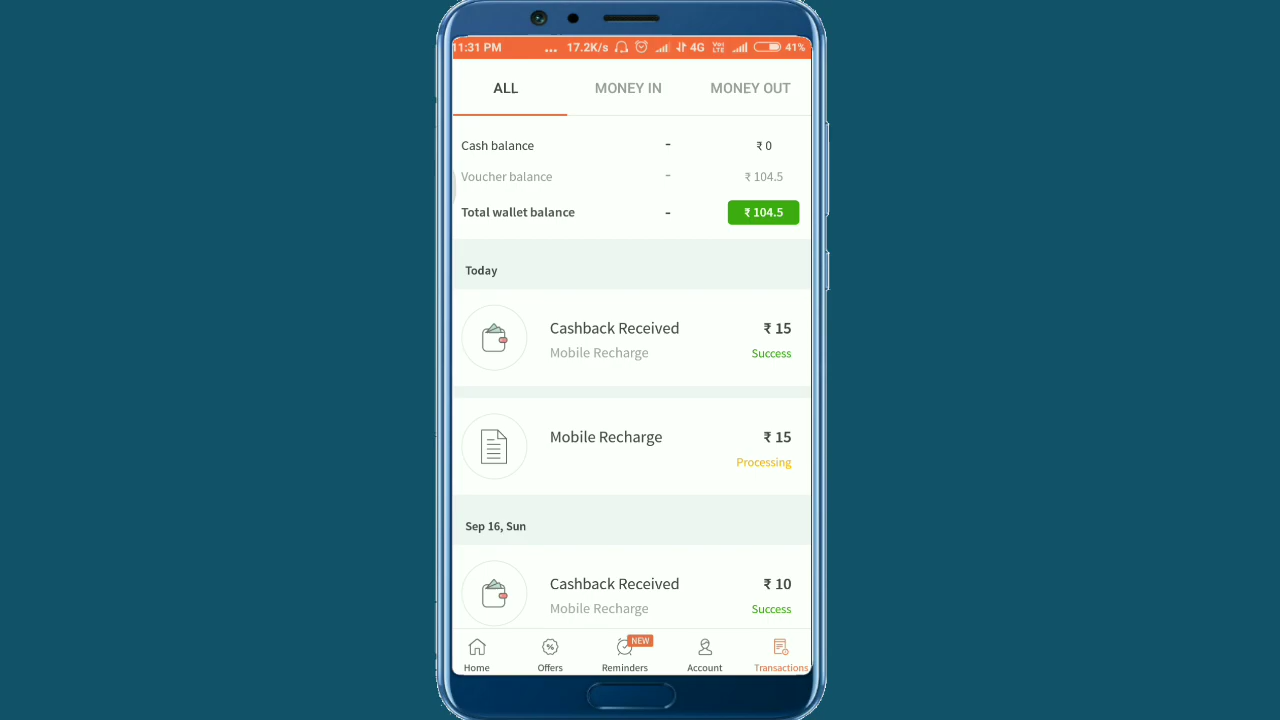 11:31 PM ... 17.2K/s 4G VoLTE 41%
ALL MONEY IN MONEY OUT
Cash balance - ₹ 0
Voucher balance - ₹ 104.5
Total wallet balance - ₹ 104.5
Today
Cashback Received ₹ 15
Mobile Recharge Success
Mobile Recharge ₹ 15
Processing
Sep 16, Sun
Cashback Received ₹ 10
Mobile Recharge Success
NEW
Home Offers Reminders Account Transactions